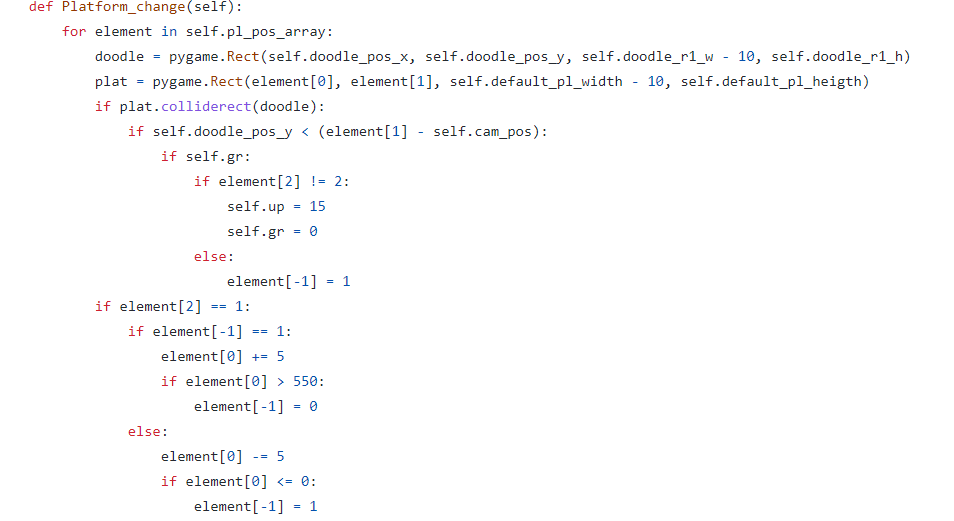 def Platform_change(self):
    for element in self.pl_pos_array:
        doodle = pygame.Rect(self.doodle_pos_x, self.doodle_pos_y, self.doodle_r1_w - 10, self.doodle_r1_h)
        plat = pygame.Rect(element[0], element[1], self.default_pl_width - 10, self.default_pl_heigth)
        if plat.colliderect(doodle):
            if self.doodle_pos_y < (element[1] - self.cam_pos):
                if self.gr:
                    if element[2] != 2:
                        self.up = 15
                        self.gr = 0
                    else:
                        element[-1] = 1
        if element[2] == 1:
            if element[-1] == 1:
                element[0] += 5
                if element[0] > 550:
                    element[-1] = 0
            else:
                element[0] -= 5
                if element[0] <= 0:
                    element[-1] = 1